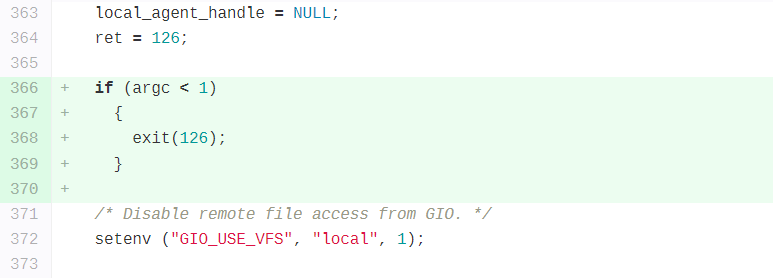 363 local_agent_handle = NULL;
364 ret = 126;
365
366 + if (argc < 1)
367 + {
368 + exit(126);
369 + }
370 +
371 /* Disable remote file access from GIO. */
372 setenv ("GIO_USE_VFS", "local", 1);
373